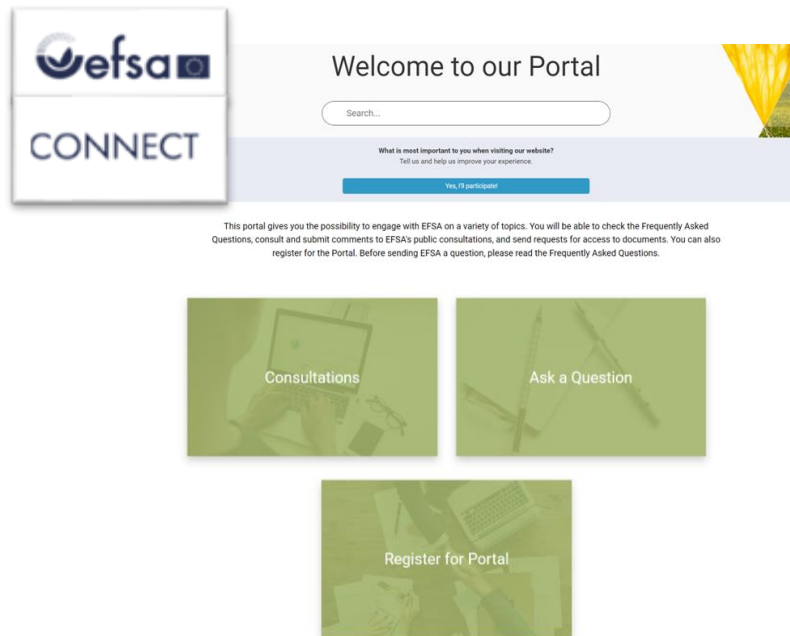 efsa
CONNECT
Welcome to our Portal
Search...
What is most important to you when visiting our website?
Tell us and help us improve your experience.
Yes, I'll participate!
This portal gives you the possibility to engage with EFSA on a variety of topics. You will be able to check the Frequently Asked
Questions, consult and submit comments to EFSA's public consultations, and send requests for access to documents. You can also
register for the Portal. Before sending EFSA a question, please read the Frequently Asked Questions.
Consultations
Ask a Question
Register for Portal